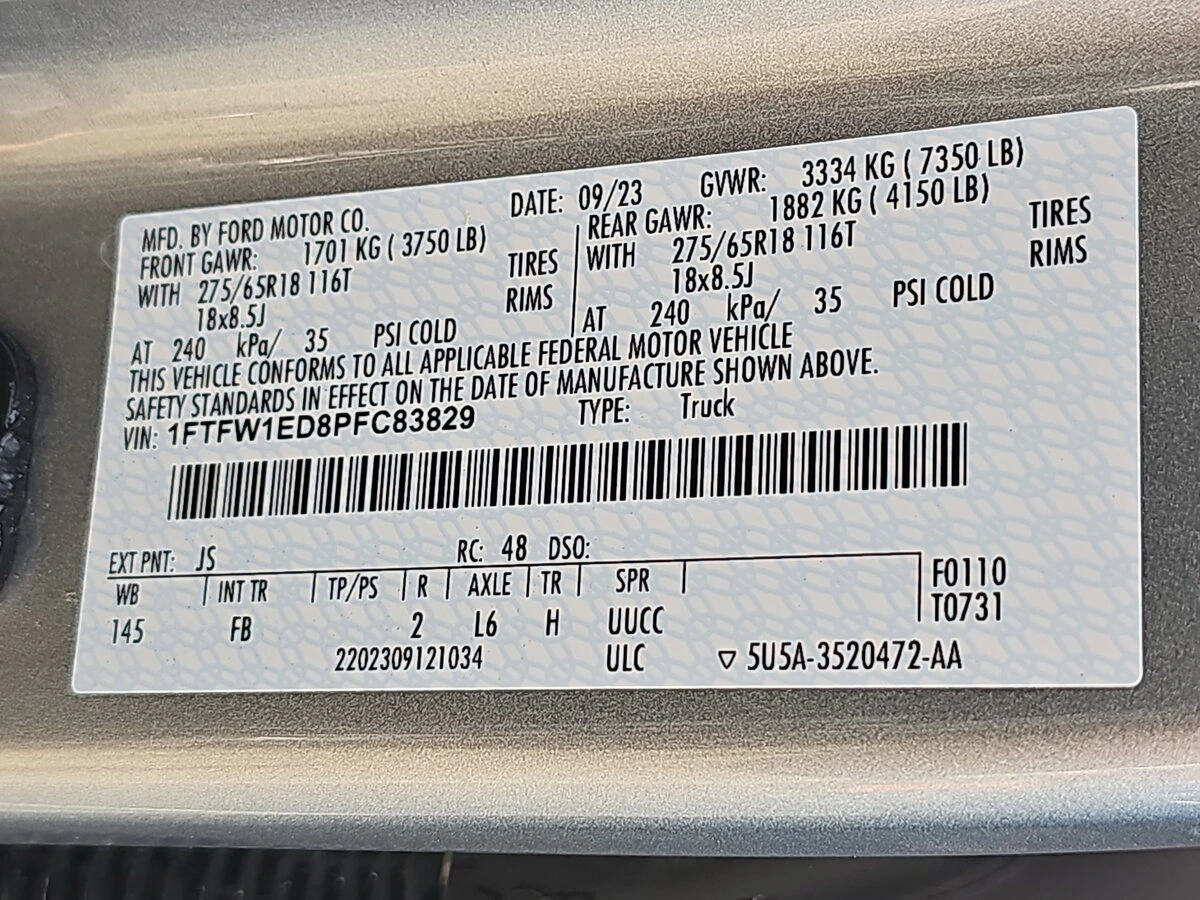 MFD. BY FORD MOTOR CO. DATE: 09/23 GVWR: 3334 KG ( 7350 LB)
FRONT GAWR: 1701 KG ( 3750 LB) REAR GAWR: 1882 KG ( 4150 LB)
WITH 275/65R18 116T TIRES WITH 275/65R18 116T TIRES
18x8.5J RIMS 18x8.5J RIMS
AT 240 kPa/ 35 PSI COLD AT 240 kPa/ 35 PSI COLD
THIS VEHICLE CONFORMS TO ALL APPLICABLE FEDERAL MOTOR VEHICLE
SAFETY STANDARDS IN EFFECT ON THE DATE OF MANUFACTURE SHOWN ABOVE.
VIN: 1FTFW1ED8PFC83829 TYPE: Truck
EXT PNT: JS RC: 48 DSO:
WB INT TR TP/PS R AXLE TR SPR F0110
145 FB 2 L6 H UUCC T0731
2202309121034 ULC ▽ 5U5A-3520472-AA